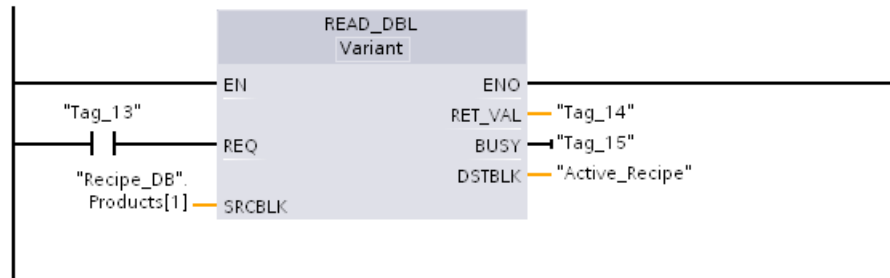 READ_DBL
Variant
EN
ENO
"Tag_13"
RET_VAL
"Tag_14"
REQ
BUSY
"Tag_15"
"Recipe_DB".
DSTBLK
"Active_Recipe"
Products[1]
SRCBLK